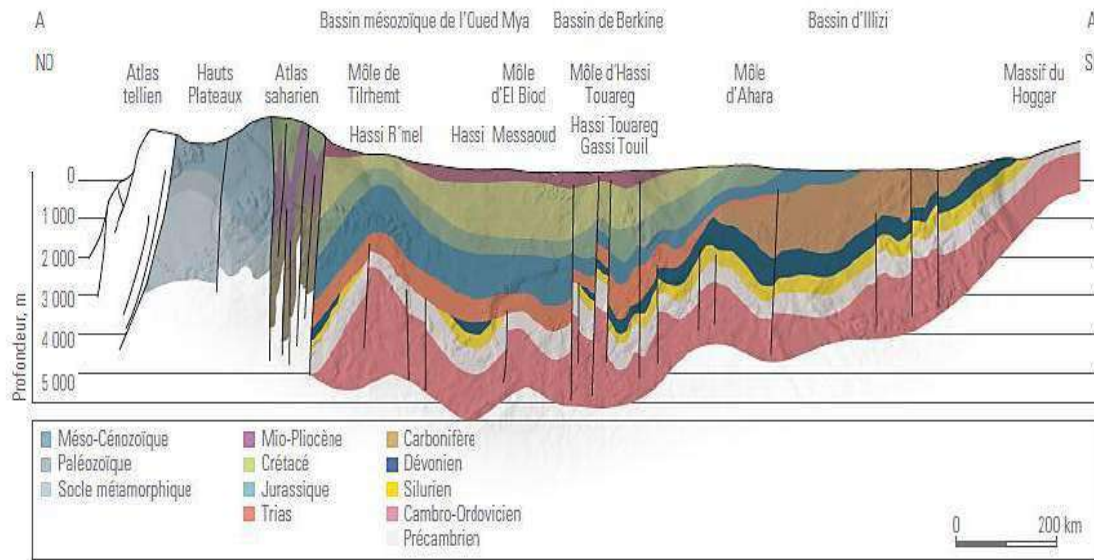 A
Bassin mésozoïque de l'Oued Mya
Bassin de Berkine
Bassin d'Illizi
A
NO
Atlas
tellien
Hauts
Plateaux
Atlas
saharien
Môle de
Tilrhemt
Môle
d'El Biod
Môle d'Hassi
Touareg
Môle
d'Ahara
Massif du
Hoggar
S
Hassi R'mel
Hassi Messaoud
Hassi Touareg
Gassi Touil
Profondeur, m
0
1 000
2 000
3 000
4 000
5 000
Méso-Cénozoïque
Paléozoïque
Socle métamorphique
Mio-Pliocène
Crétacé
Jurassique
Trias
Carbonifère
Dévonien
Silurien
Cambro-Ordovicien
Précambrien
0 200 km